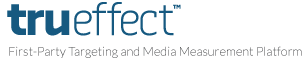 trueffect™
First-Party Targeting and Media Measurement Platform